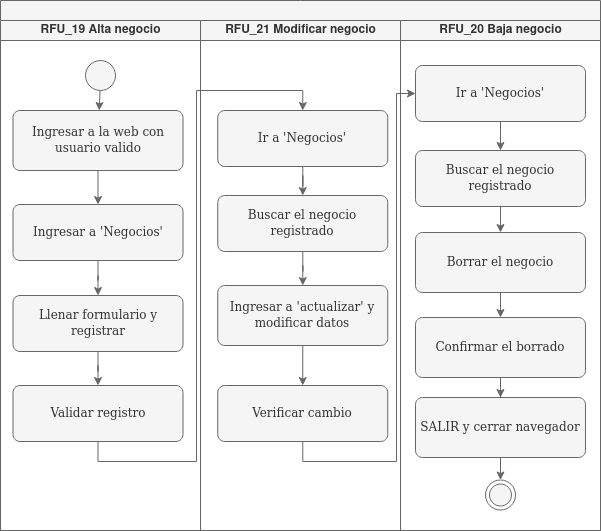 RFU_19 Alta negocio
Ingresar a la web con
usuario valido
Ingresar a 'Negocios'
Llenar formulario y
registrar
Validar registro
RFU_21 Modificar negocio
Ir a 'Negocios'
Buscar el negocio
registrado
Ingresar a 'actualizar' y
modificar datos
Verificar cambio
RFU_20 Baja negocio
Ir a 'Negocios'
Buscar el negocio
registrado
Borrar el negocio
Confirmar el borrado
SALIR y cerrar navegador